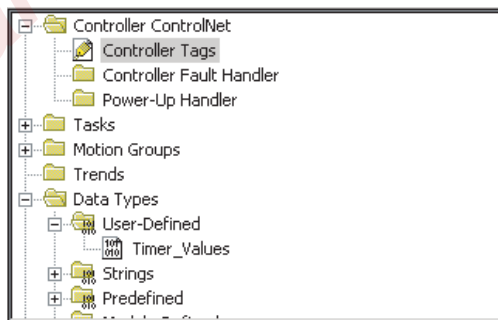 Controller ControlNet
Controller Tags
Controller Fault Handler
Power-Up Handler
Tasks
Motion Groups
Trends
Data Types
User-Defined
Timer_Values
Strings
Predefined